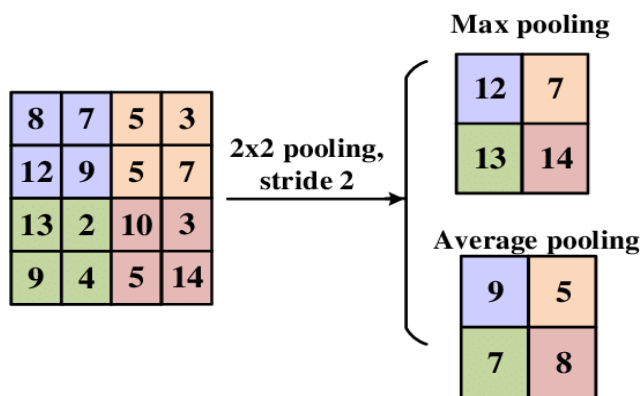 Max pooling
12 7
13 14
8 7 5 3
12 9 5 7
13 2 10 3
9 4 5 14
2x2 pooling,
stride 2
Average pooling
9 5
7 8